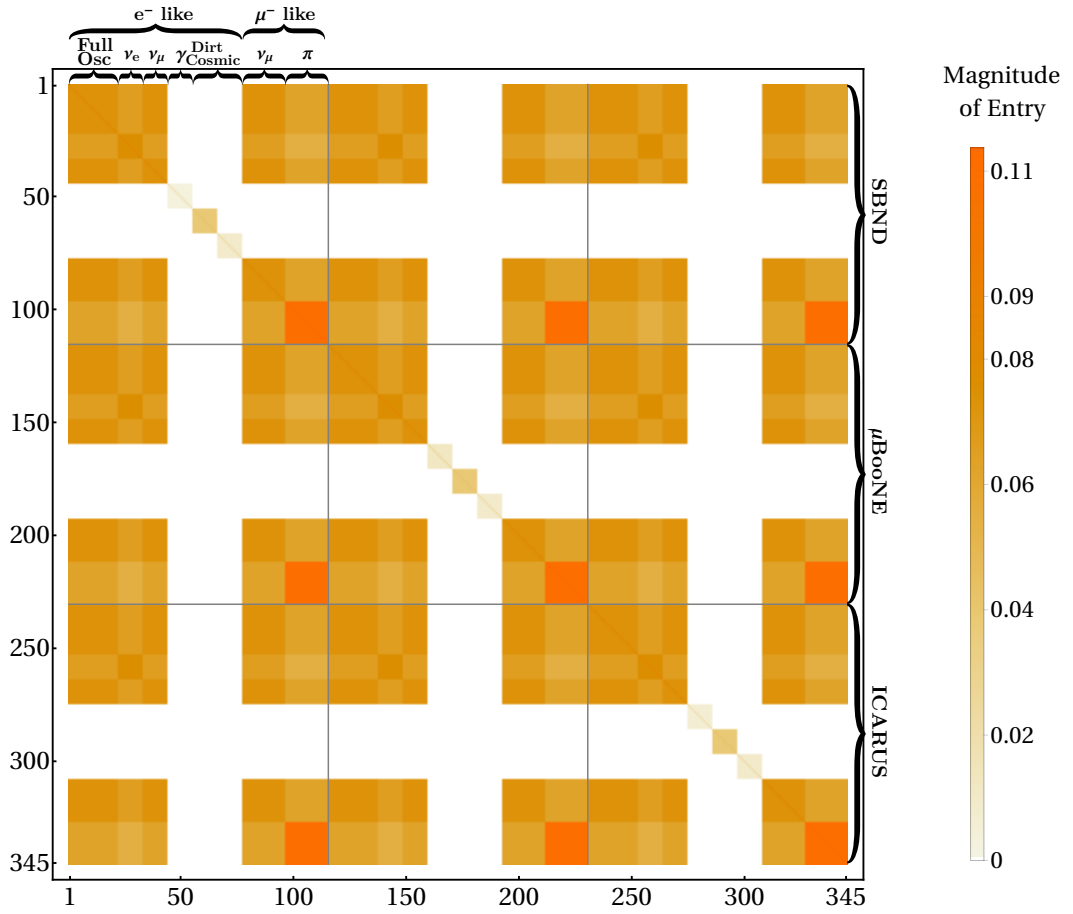 e⁻ like μ⁻ like
Full Osc νe νμ γ Dirt Cosmic νμ π
Magnitude
of Entry
1
50
100
150
200
250
300
345
1 50 100 150 200 250 300 345
SBND
μBooNE
ICARUS
0.11
0.09
0.08
0.06
0.04
0.02
0